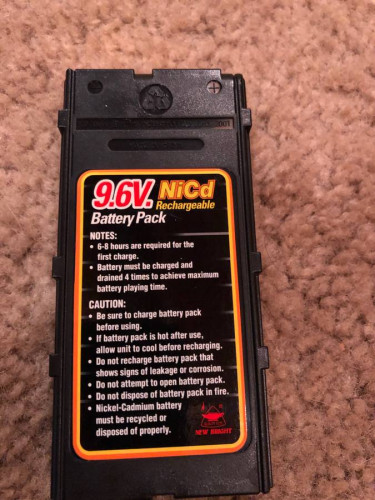 9.6V. NiCd
Rechargeable
Battery Pack
NOTES:
• 6-8 hours are required for the
first charge.
• Battery must be charged and
drained 4 times to achieve maximum
battery playing time.
CAUTION:
• Be sure to charge battery pack
before using.
• If battery pack is hot after use,
allow unit to cool before recharging.
• Do not recharge battery pack that
shows signs of leakage or corrosion.
• Do not attempt to open battery pack.
• Do not dispose of battery pack in fire.
• Nickel-Cadmium battery
must be recycled or
disposed of properly.
NEW BRIGHT